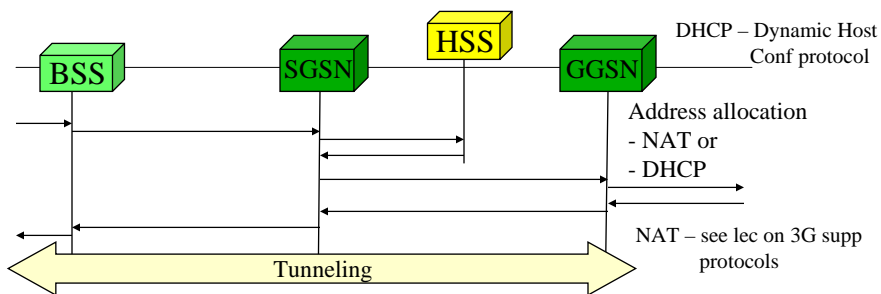 HSS
DHCP – Dynamic Host
Conf protocol
BSS
SGSN
GGSN
Address allocation
- NAT or
- DHCP
NAT – see lec on 3G supp
protocols
Tunneling